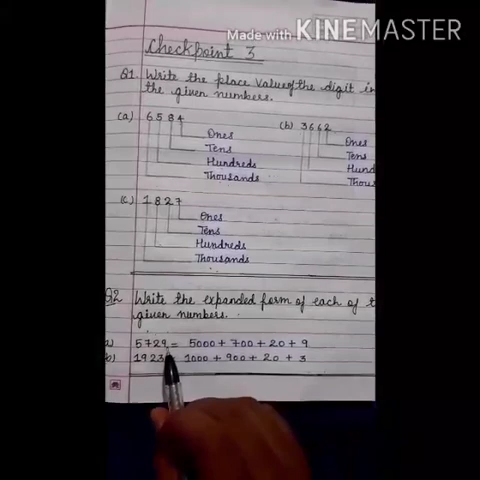 Made with KINEMASTER
Checkpoint 3
Q1 Write the place value of the digit in
the given numbers.
(a) 6584 (b) 3662
Ones Ones
Tens Tens
Hundreds Hund
Thousands Thous
(c) 1827
Ones
Tens
Hundreds
Thousands
Q2 Write the expanded form of each of t
given numbers.
a) 5729 = 5000 + 700 + 20 + 9
b) 1923 = 1000 + 900 + 20 + 3